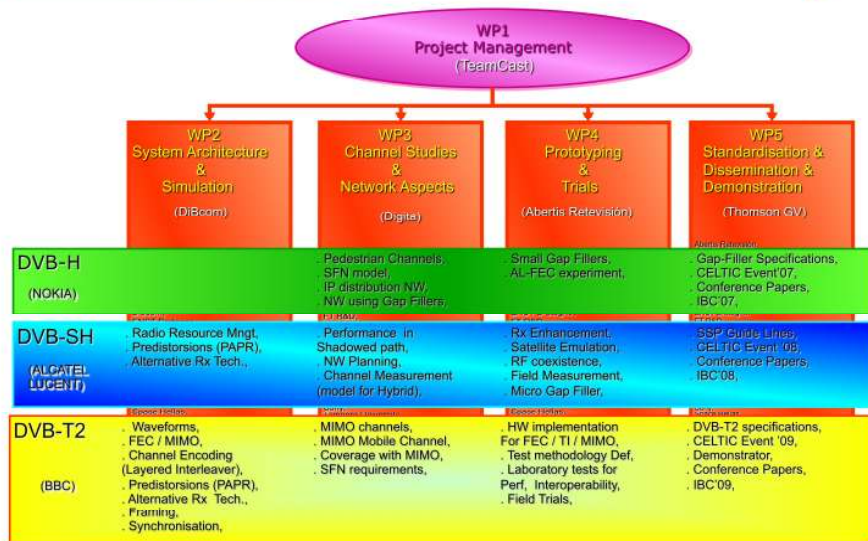 WP1
Project Management
(TeamCast)
WP2
System Architecture
&
Simulation
(DiBcom)
WP3
Channel Studies
&
Network Aspects
(Digita)
WP4
Prototyping
&
Trials
(Abertis Retevisión)
WP5
Standardisation &
Dissemination &
Demonstration
(Thomson GV)
DVB-H
(NOKIA)
. Pedestrian Channels,
. SFN model,
. IP distribution NW,
. NW using Gap Fillers,
. Small Gap Fillers,
. AL-FEC experiment,
. Gap-Filler Specifications,
. CELTIC Event'07,
. Conference Papers,
. IBC'07,
DVB-SH
(ALCATEL
LUCENT)
. Radio Resource Mngt,
. Predistorsions (PAPR),
. Alternative Rx Tech.,
. Performance in
Shadowed path,
. NW Planning,
. Channel Measurement
(model for Hybrid),
. Rx Enhancement,
. Satellite Emulation,
. RF coexistence,
. Field Measurement,
. Micro Gap Filler,
. SSP Guide Lines,
. CELTIC Event '08,
. Conference Papers,
. IBC'08,
DVB-T2
(BBC)
. Waveforms,
. FEC / MIMO,
. Channel Encoding
(Layered Interleaver),
. Predistorsions (PAPR),
. Alternative Rx Tech.,
. Framing,
. Synchronisation,
. MIMO channels,
. MIMO Mobile Channel,
. Coverage with MIMO,
. SFN requirements,
. HW implementation
For FEC / TI / MIMO,
. Test methodology Def,
. Laboratory tests for
Perf, Interoperability,
. Field Trials,
. DVB-T2 specifications,
. CELTIC Event '09,
. Demonstrator,
. Conference Papers,
. IBC'09,